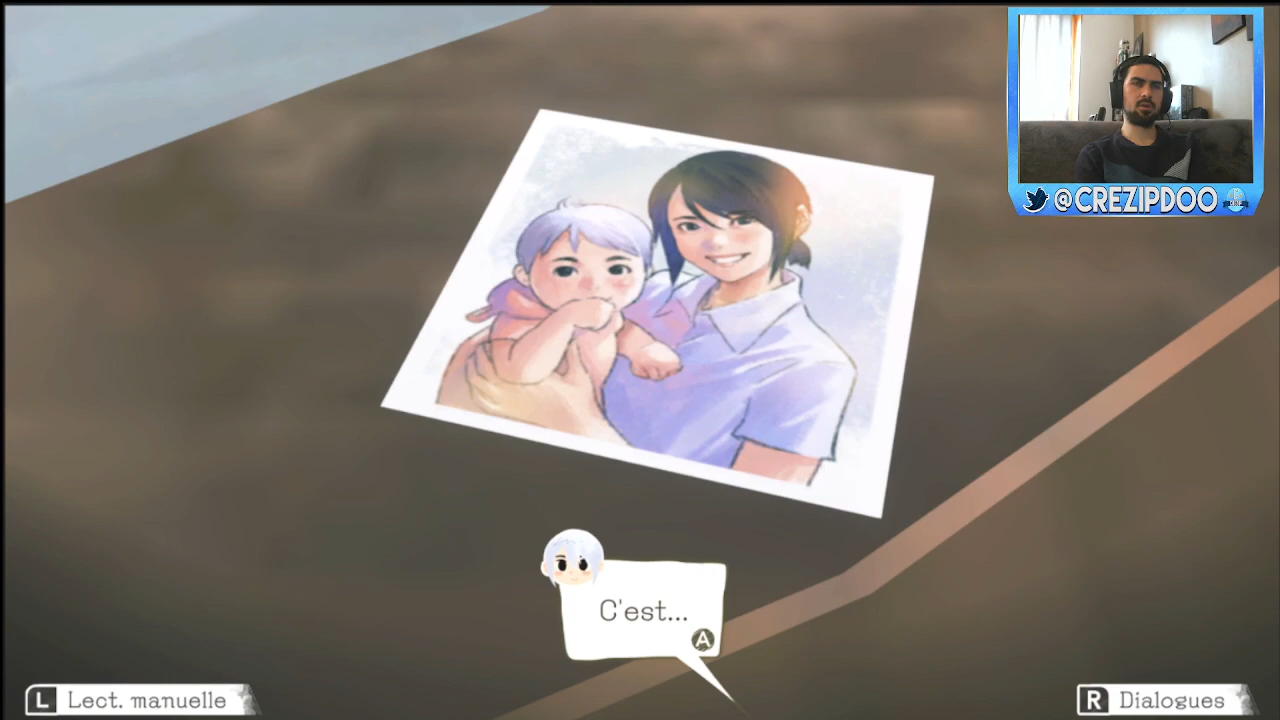 @CREZIPDOO
C'est...
A
L Lect. manuelle
R Dialogues